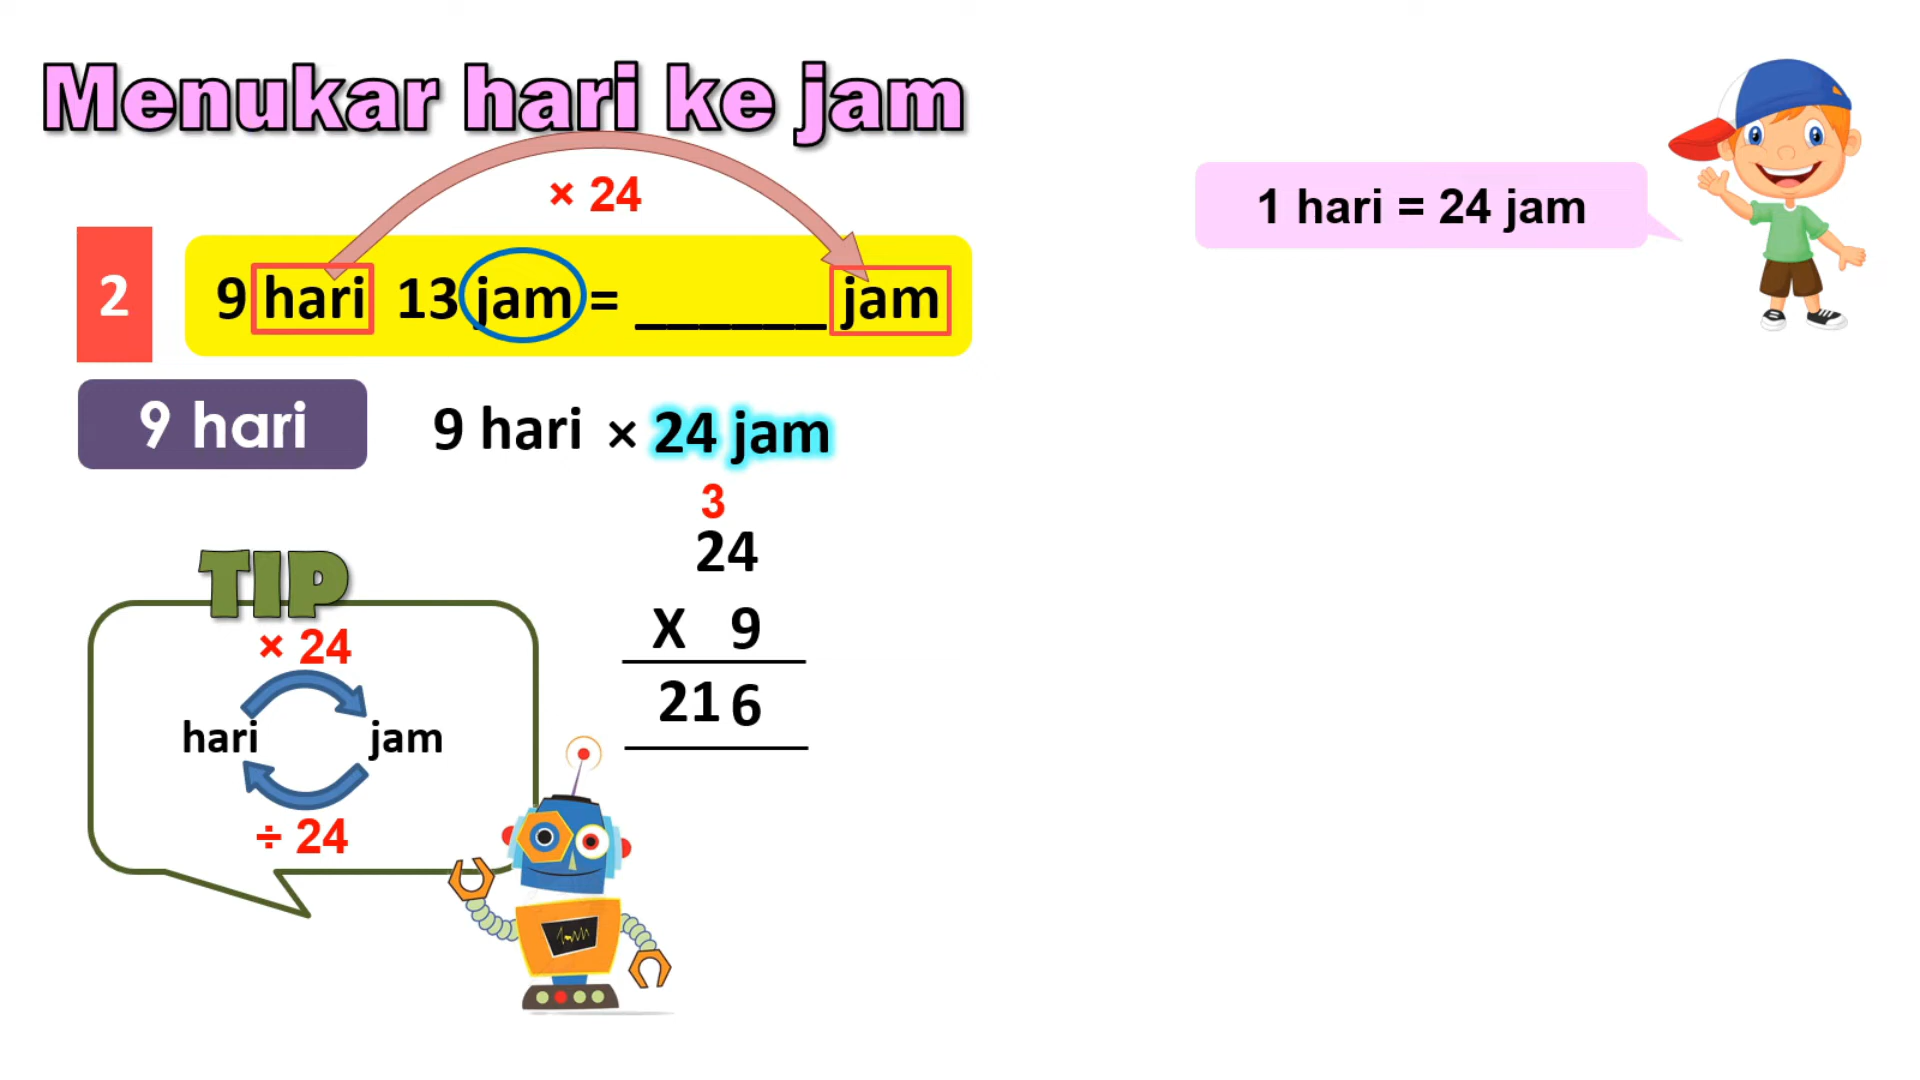 Menukar hari ke jam
× 24
1 hari = 24 jam
2
9 hari 13 jam = ______ jam
9 hari
9 hari × 24 jam
3
24
X 9
216
TIP
× 24
hari jam
÷ 24